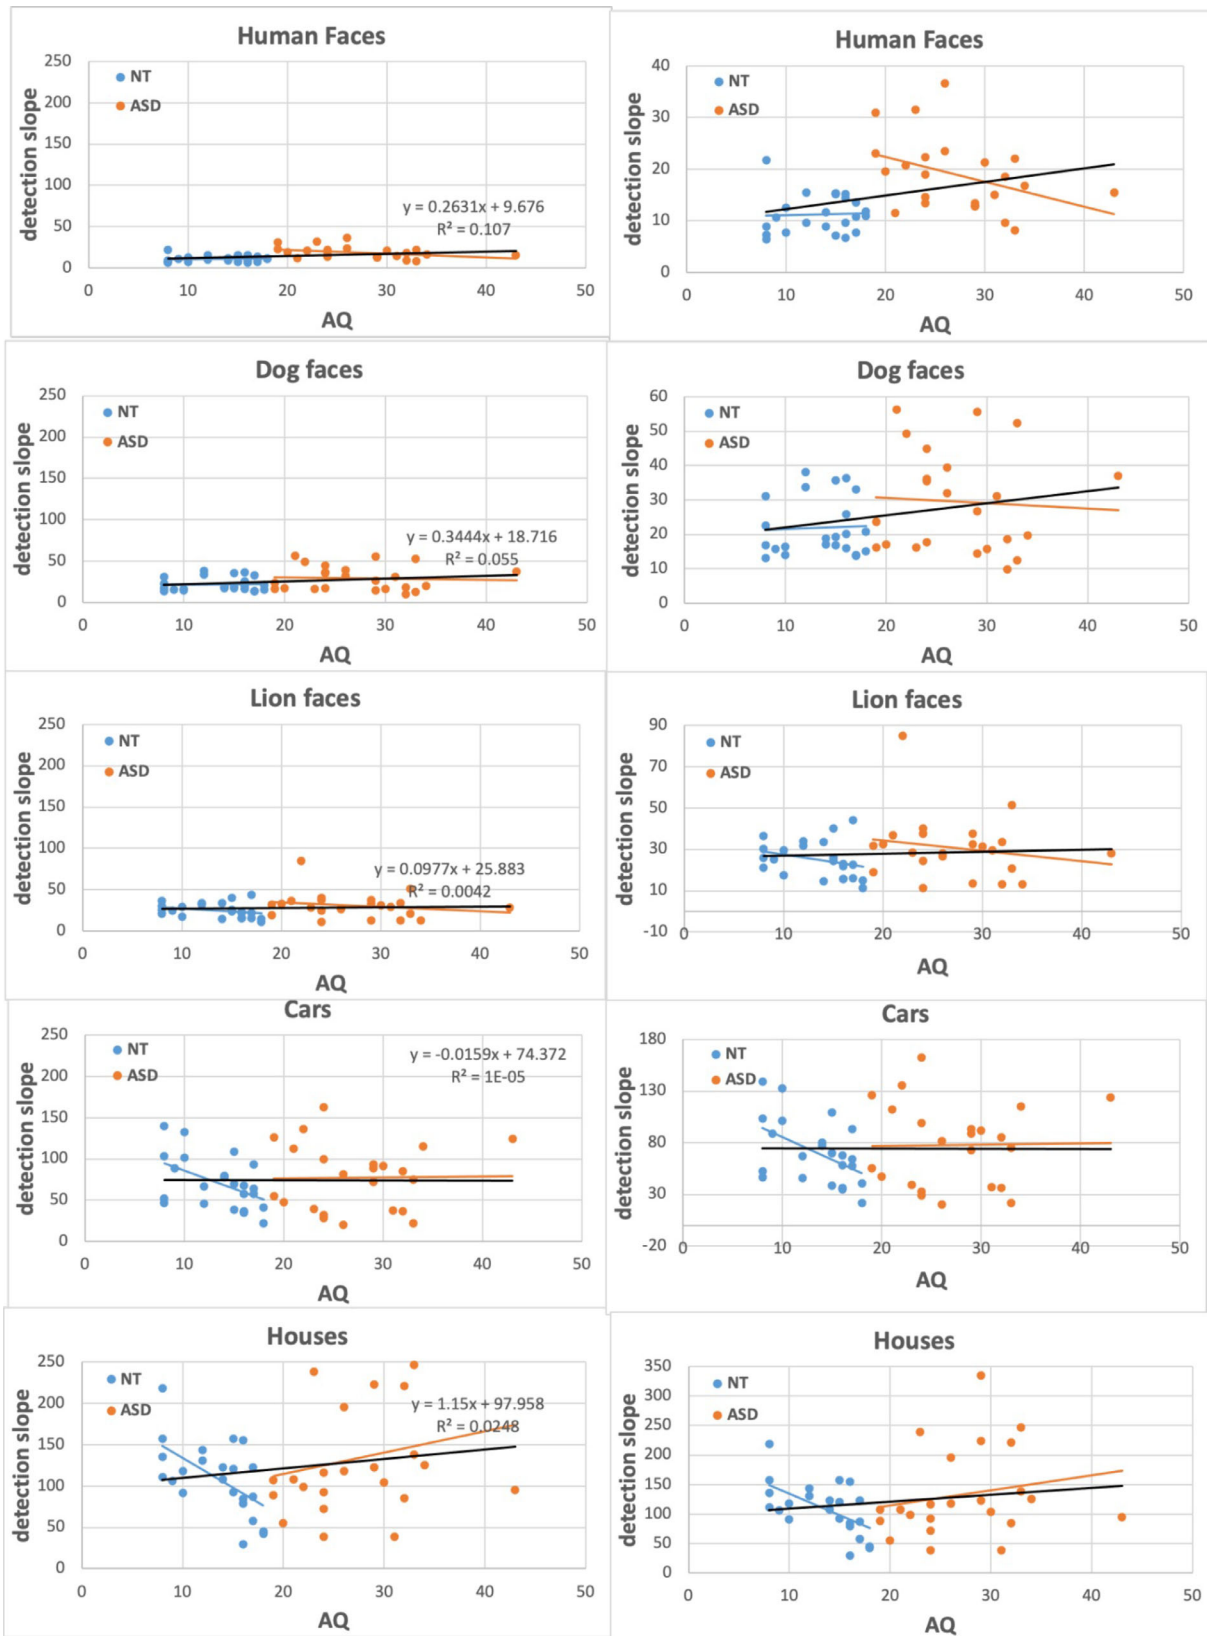 Human Faces
detection slope
250
200
150
100
50
0
NT
ASD
y = 0.2631x + 9.676
R² = 0.107
0 10 20 30 40 50
AQ
Human Faces
detection slope
40
30
20
10
0
NT
ASD
0 10 20 30 40 50
AQ
Dog faces
detection slope
250
200
150
100
50
0
NT
ASD
y = 0.3444x + 18.716
R² = 0.055
0 10 20 30 40 50
AQ
Dog faces
detection slope
60
50
40
30
20
10
0
NT
ASD
0 10 20 30 40 50
AQ
Lion faces
detection slope
250
200
150
100
50
0
NT
ASD
y = 0.0977x + 25.883
R² = 0.0042
0 10 20 30 40 50
AQ
Lion faces
detection slope
90
70
50
30
10
-10
NT
ASD
0 10 20 30 40 50
AQ
Cars
detection slope
250
200
150
100
50
0
NT
ASD
y = -0.0159x + 74.372
R² = 1E-05
0 10 20 30 40 50
AQ
Cars
detection slope
180
130
80
30
-20
NT
ASD
0 10 20 30 40 50
AQ
Houses
detection slope
250
200
150
100
50
0
NT
ASD
y = 1.15x + 97.958
R² = 0.0248
0 10 20 30 40 50
AQ
Houses
detection slope
350
300
250
200
150
100
50
0
NT
ASD
0 10 20 30 40 50
AQ